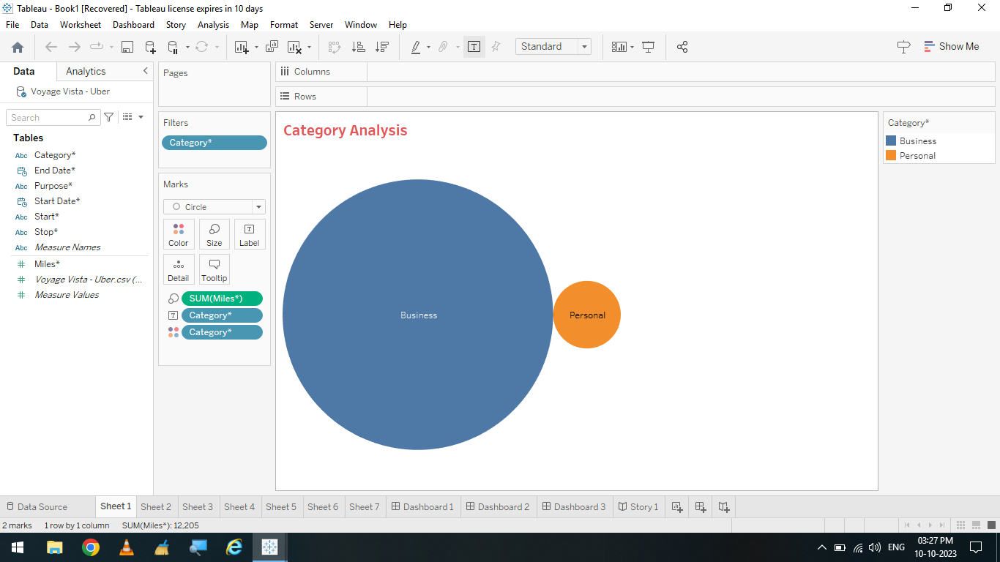 Tableau - Book1 [Recovered] - Tableau license expires in 10 days
File Data Worksheet Dashboard Story Analysis Map Format Server Window Help
Standard
Show Me
Data Analytics
Voyage Vista - Uber
Search
Tables
Abc Category*
End Date*
Abc Purpose*
Start Date*
Abc Start*
Abc Stop*
Abc Measure Names
# Miles*
# Voyage Vista - Uber.csv (...
# Measure Values
Pages
Filters
Category*
Marks
Circle
Color Size Label
Detail Tooltip
SUM(Miles*)
Category*
Category*
Columns
Rows
Category Analysis
Business
Personal
Category*
Business
Personal
Data Source Sheet 1 Sheet 2 Sheet 3 Sheet 4 Sheet 5 Sheet 6 Sheet 7 Dashboard 1 Dashboard 2 Dashboard 3 Story 1
2 marks 1 row by 1 column SUM(Miles*): 12,205
ENG
03:27 PM
10-10-2023